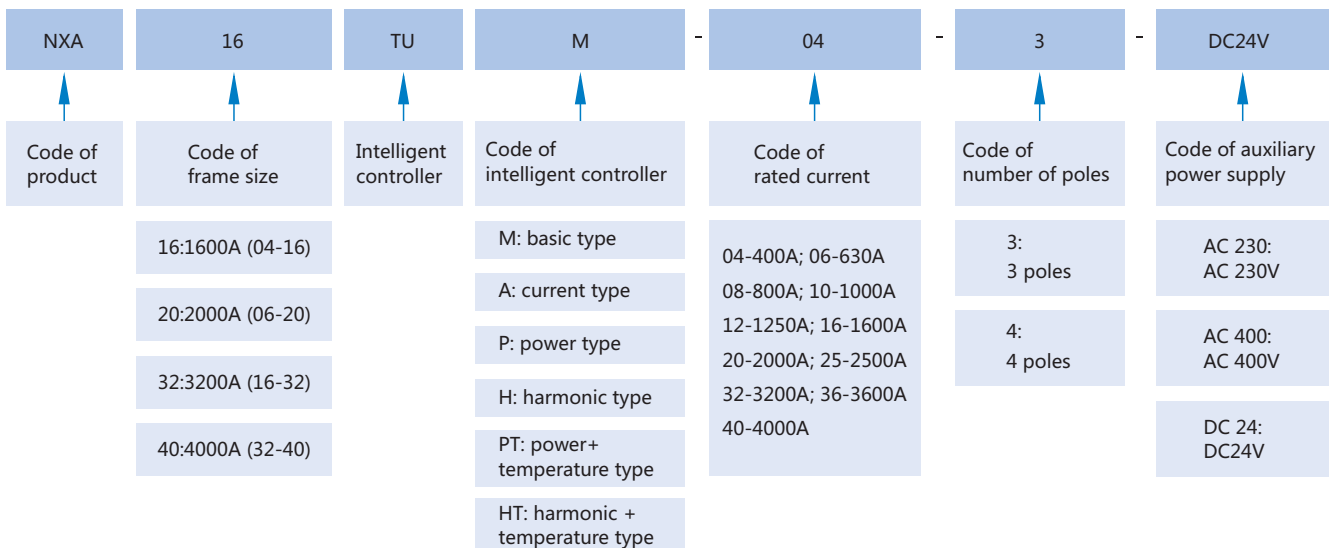 NXA 16 TU M - 04 - 3 - DC24V
Code of
product
Code of
frame size
Intelligent
controller
Code of
intelligent controller
Code of
rated current
Code of
number of poles
Code of auxiliary
power supply
16:1600A (04-16)
20:2000A (06-20)
32:3200A (16-32)
40:4000A (32-40)
M: basic type
A: current type
P: power type
H: harmonic type
PT: power+
temperature type
HT: harmonic +
temperature type
04-400A; 06-630A
08-800A; 10-1000A
12-1250A; 16-1600A
20-2000A; 25-2500A
32-3200A; 36-3600A
40-4000A
3:
3 poles
4:
4 poles
AC 230:
AC 230V
AC 400:
AC 400V
DC 24:
DC24V